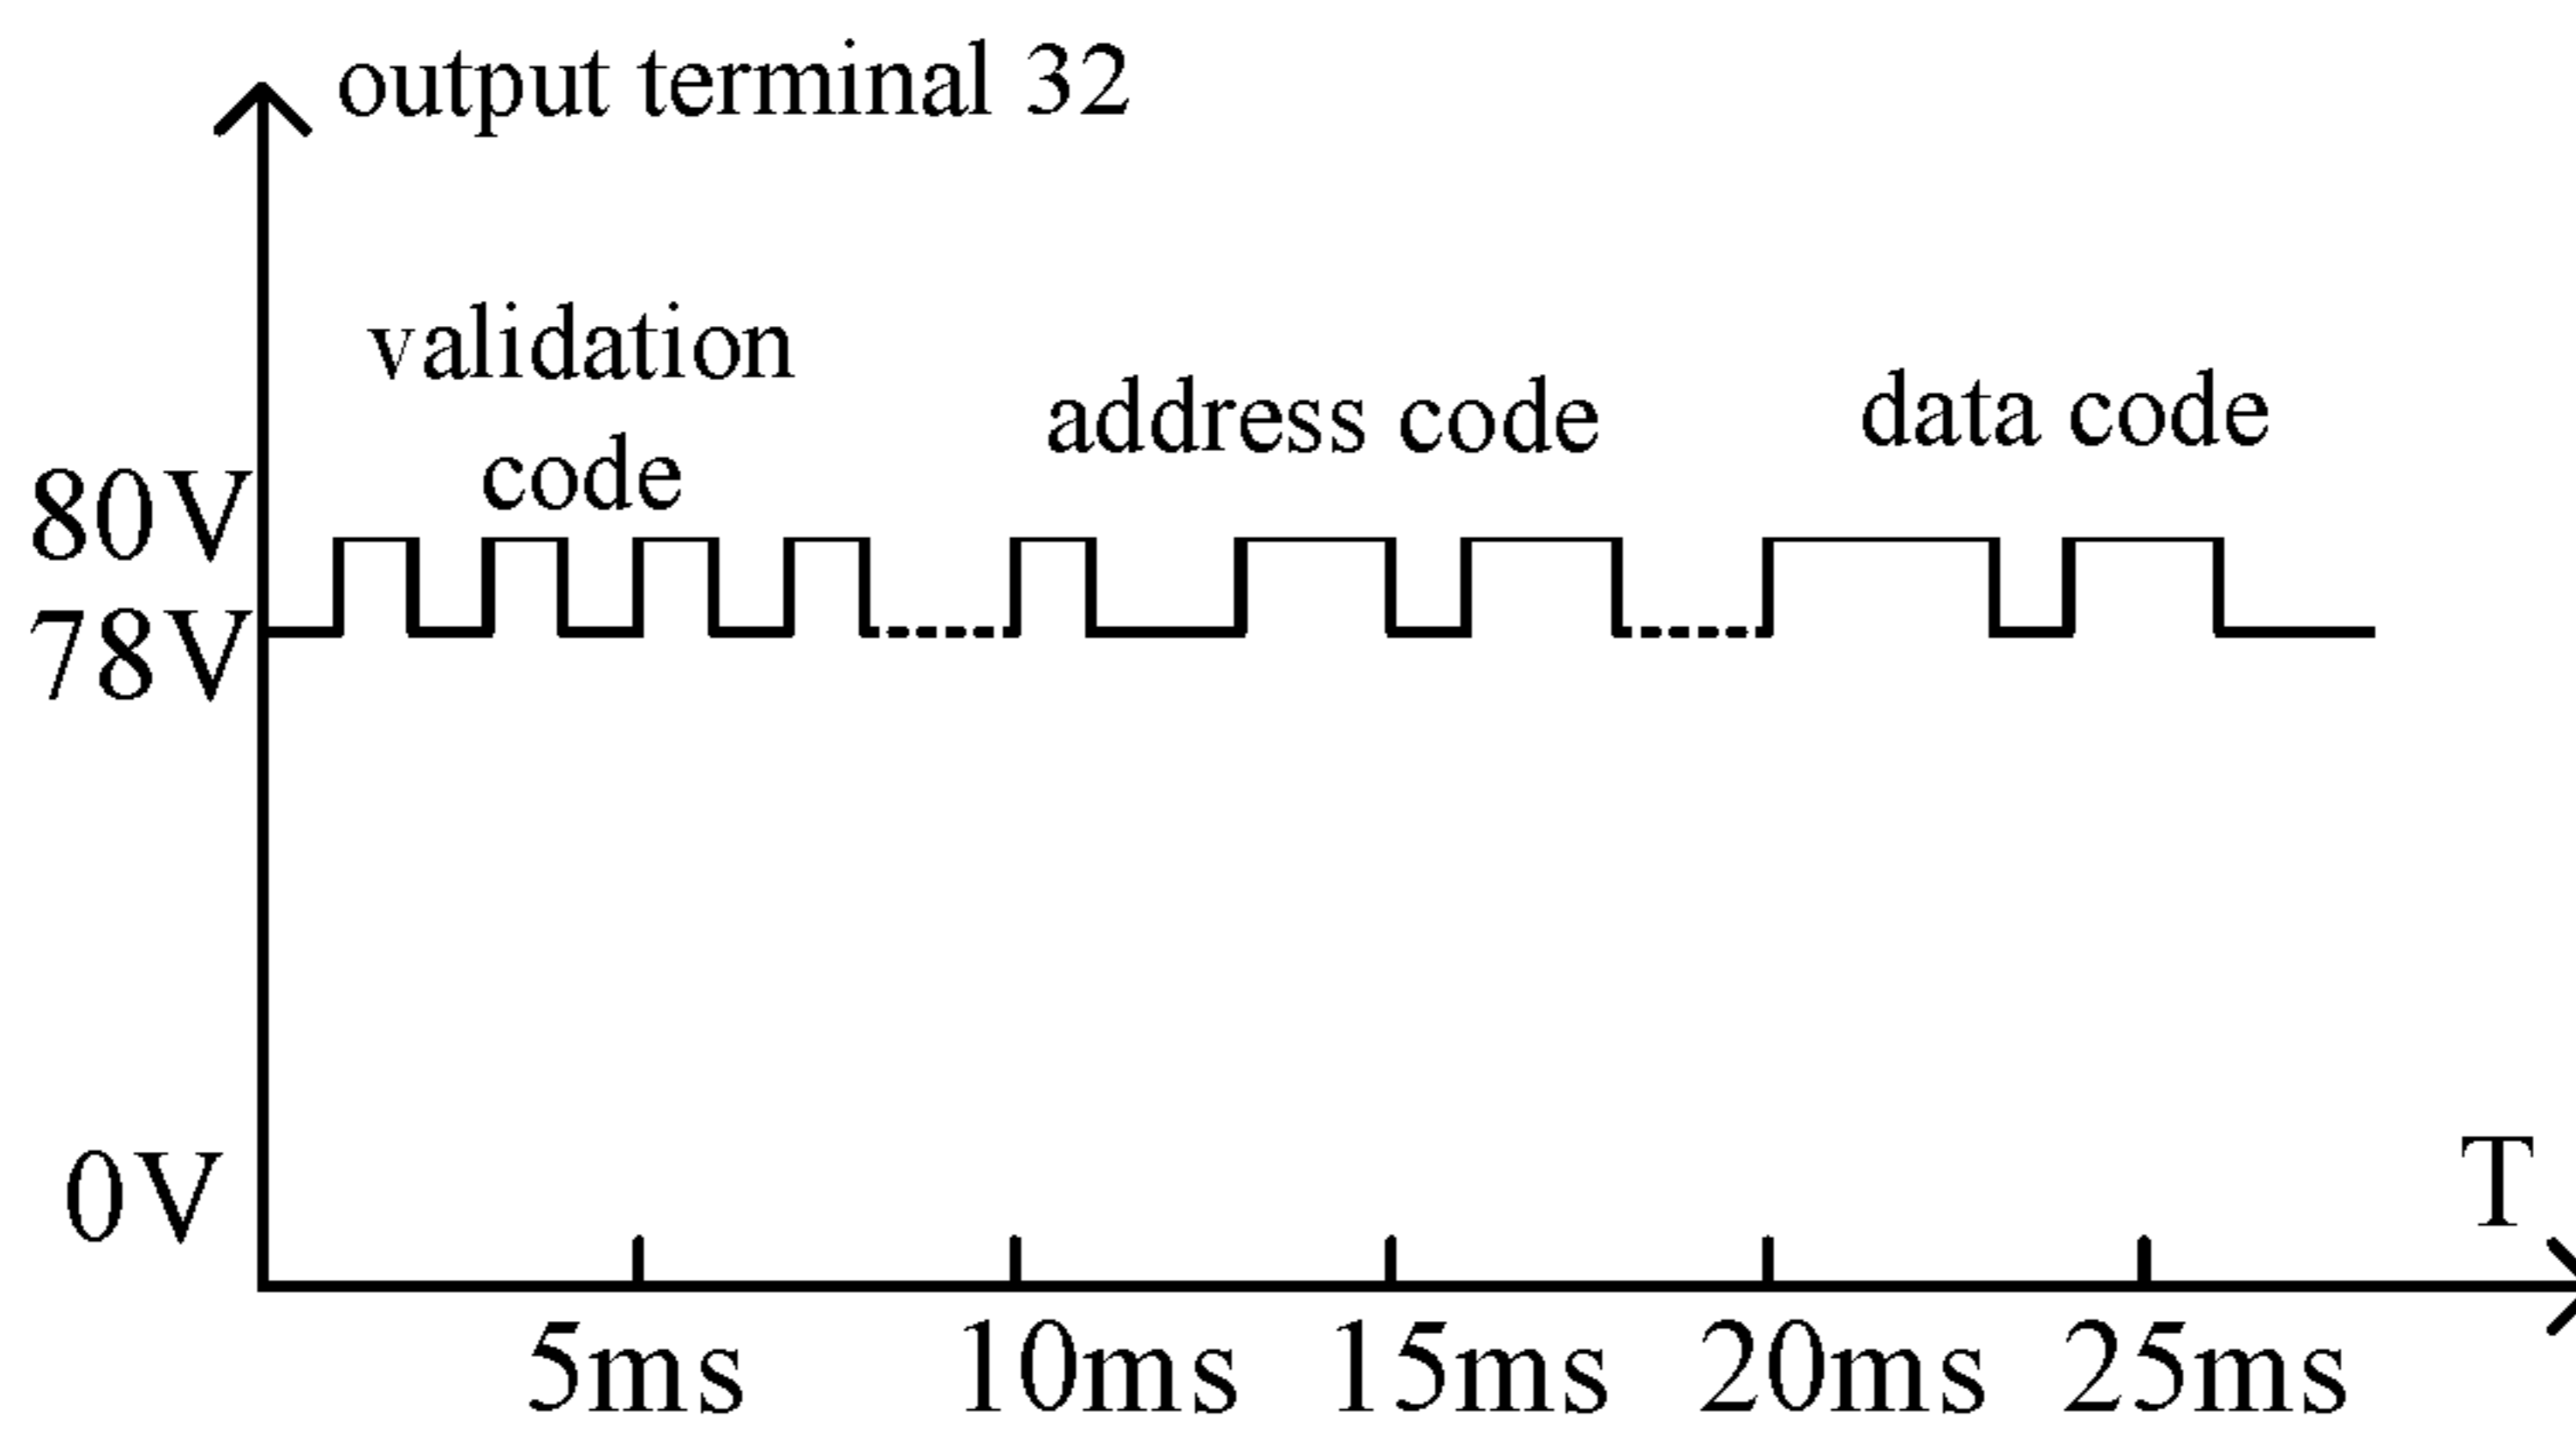 output terminal 32
validation
code
address code
data code
80V
78V
0V
T
5ms
10ms
15ms
20ms
25ms